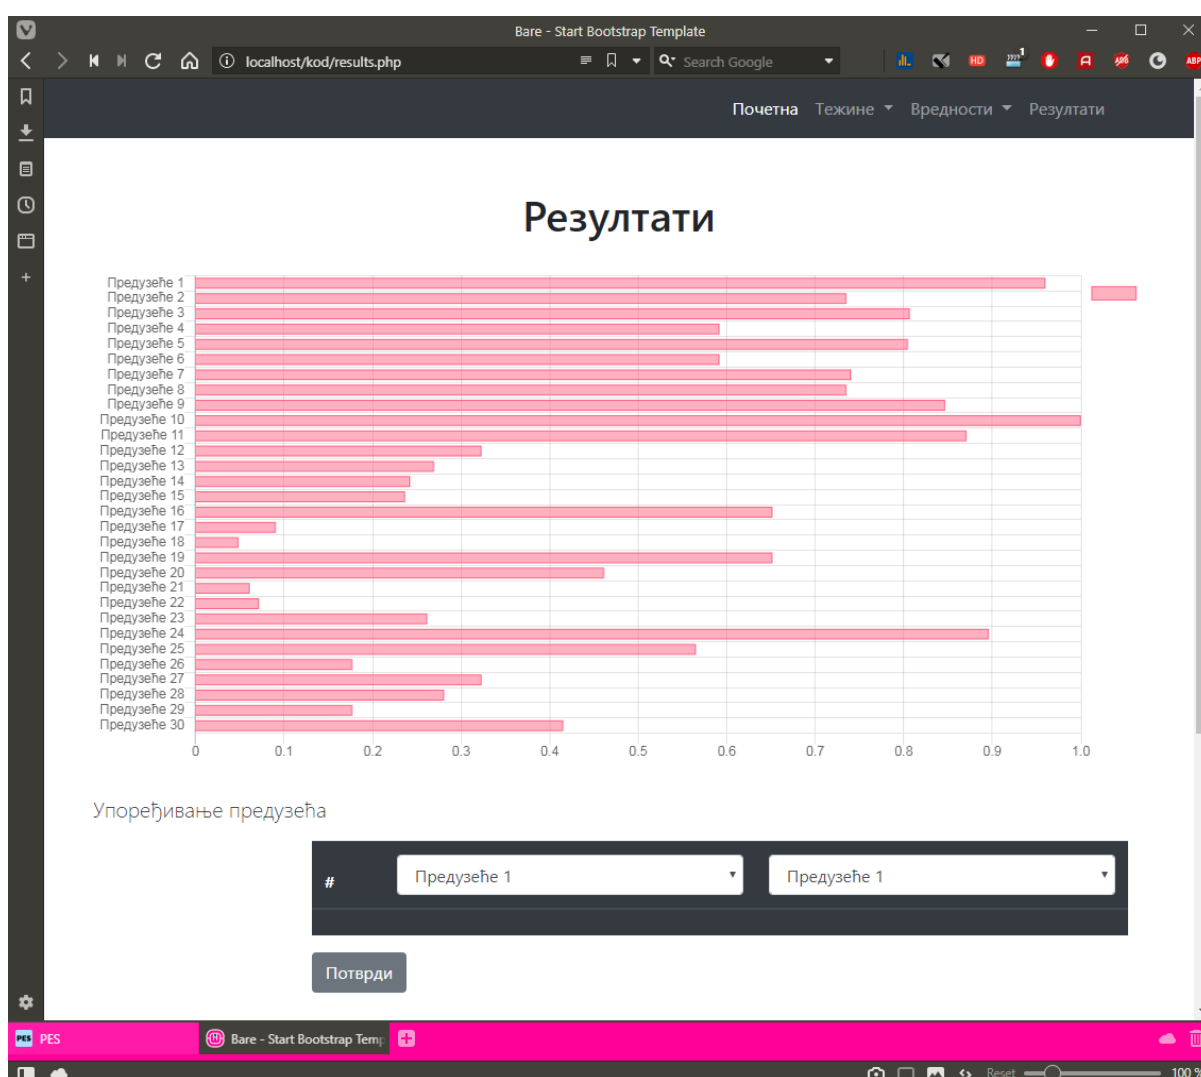 Bare - Start Bootstrap Template
localhost/kod/results.php
Search Google
HD
1
ABP
Почетна Тежине Вредности Резултати
Резултати
Предузеће 1
Предузеће 2
Предузеће 3
Предузеће 4
Предузеће 5
Предузеће 6
Предузеће 7
Предузеће 8
Предузеће 9
Предузеће 10
Предузеће 11
Предузеће 12
Предузеће 13
Предузеће 14
Предузеће 15
Предузеће 16
Предузеће 17
Предузеће 18
Предузеће 19
Предузеће 20
Предузеће 21
Предузеће 22
Предузеће 23
Предузеће 24
Предузеће 25
Предузеће 26
Предузеће 27
Предузеће 28
Предузеће 29
Предузеће 30
0 0.1 0.2 0.3 0.4 0.5 0.6 0.7 0.8 0.9 1.0
Упоређивање предузећа
# Предузеће 1 Предузеће 1
Потврди
PES PES
Bare - Start Bootstrap Temp
Reset 100 %